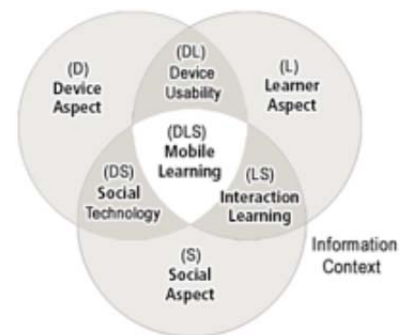 (DL)
Device
Usability
(D)
Device
Aspect
(L)
Learner
Aspect
(DLS)
Mobile
Learning
(DS)
Social
Technology
(LS)
Interaction
Learning
(S)
Social
Aspect
Information
Context